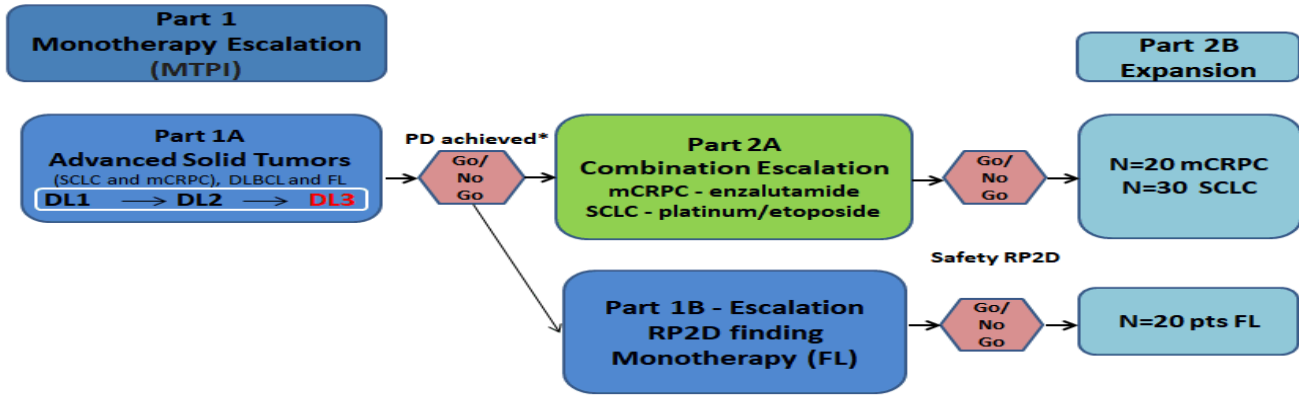 Part 1
Monotherapy Escalation
(MTPI)
Part 2B
Expansion
Part 1A
Advanced Solid Tumors
(SCLC and mCRPC), DLBCL and FL
DL1 → DL2 → DL3
PD achieved*
Go/
No
Go
Part 2A
Combination Escalation
mCRPC - enzalutamide
SCLC - platinum/etoposide
Go/
No
Go
N=20 mCRPC
N=30 SCLC
Part 1B - Escalation
RP2D finding
Monotherapy (FL)
Safety RP2D
Go/
No
Go
N=20 pts FL